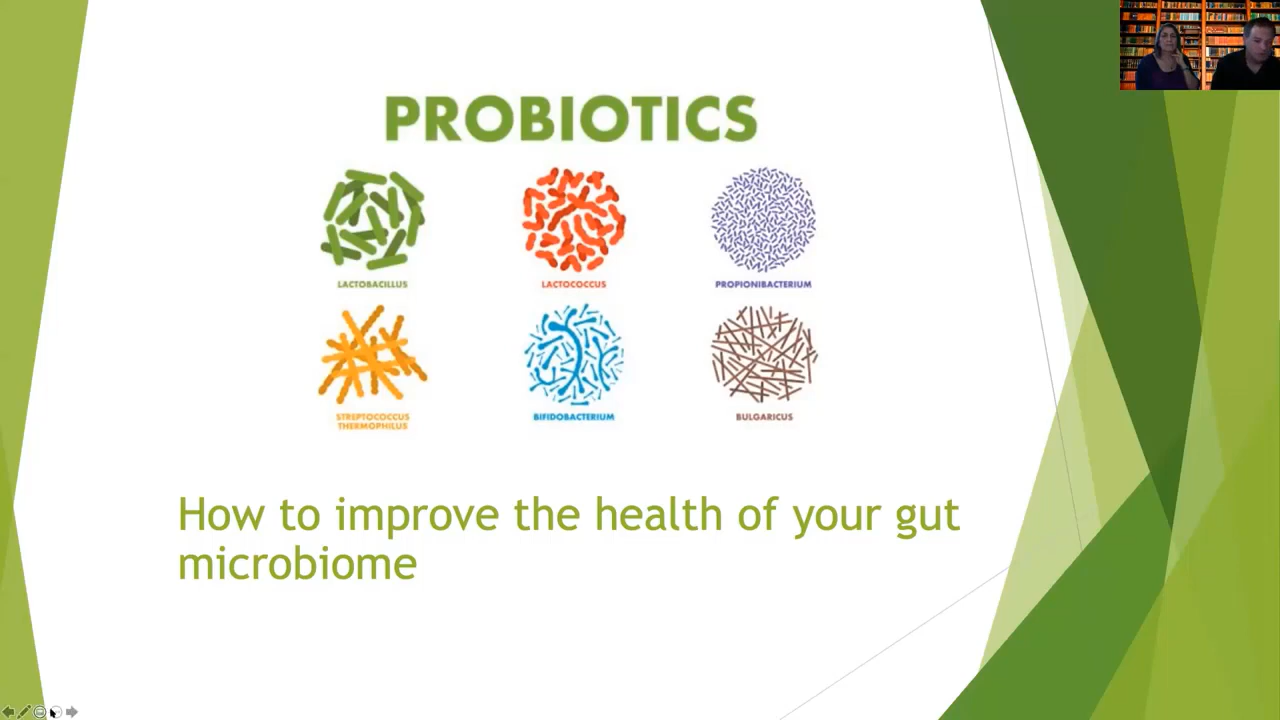 PROBIOTICS
LACTOBACILLUS
LACTOCOCCUS
PROPIONIBACTERIUM
STREPTOCOCCUS
THERMOPHILUS
BIFIDOBACTERIUM
BULGARICUS
How to improve the health of your gut
microbiome